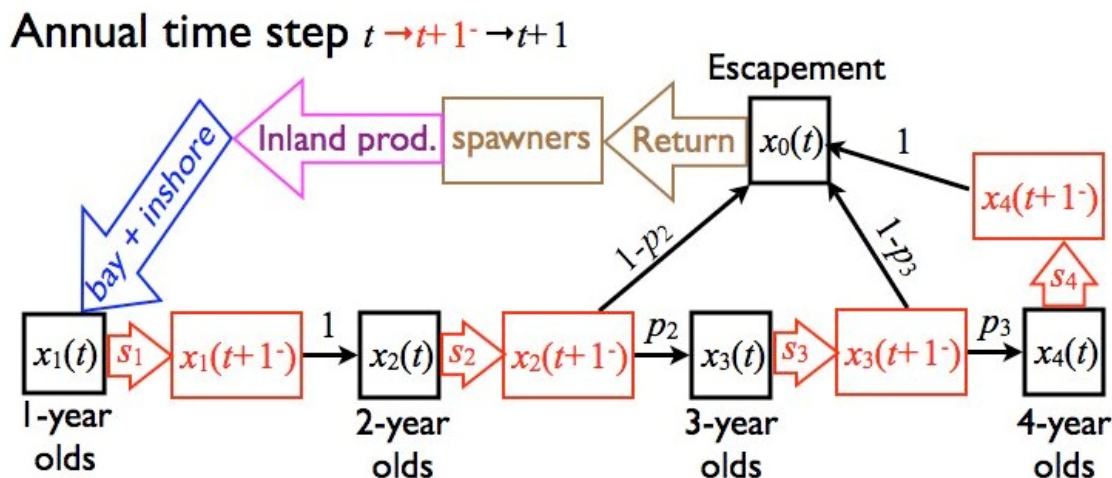 Annual time step t→t+1⁻→t+1
Escapement
bay + inshore
Inland prod.
spawners
Return
x₀(t)
1
x₄(t+1⁻)
1-p₂
1-p₃
s₄
x₁(t)
s₁
x₁(t+1⁻)
1
x₂(t)
s₂
x₂(t+1⁻)
p₂
x₃(t)
s₃
x₃(t+1⁻)
p₃
x₄(t)
1-year
olds
2-year
olds
3-year
olds
4-year
olds